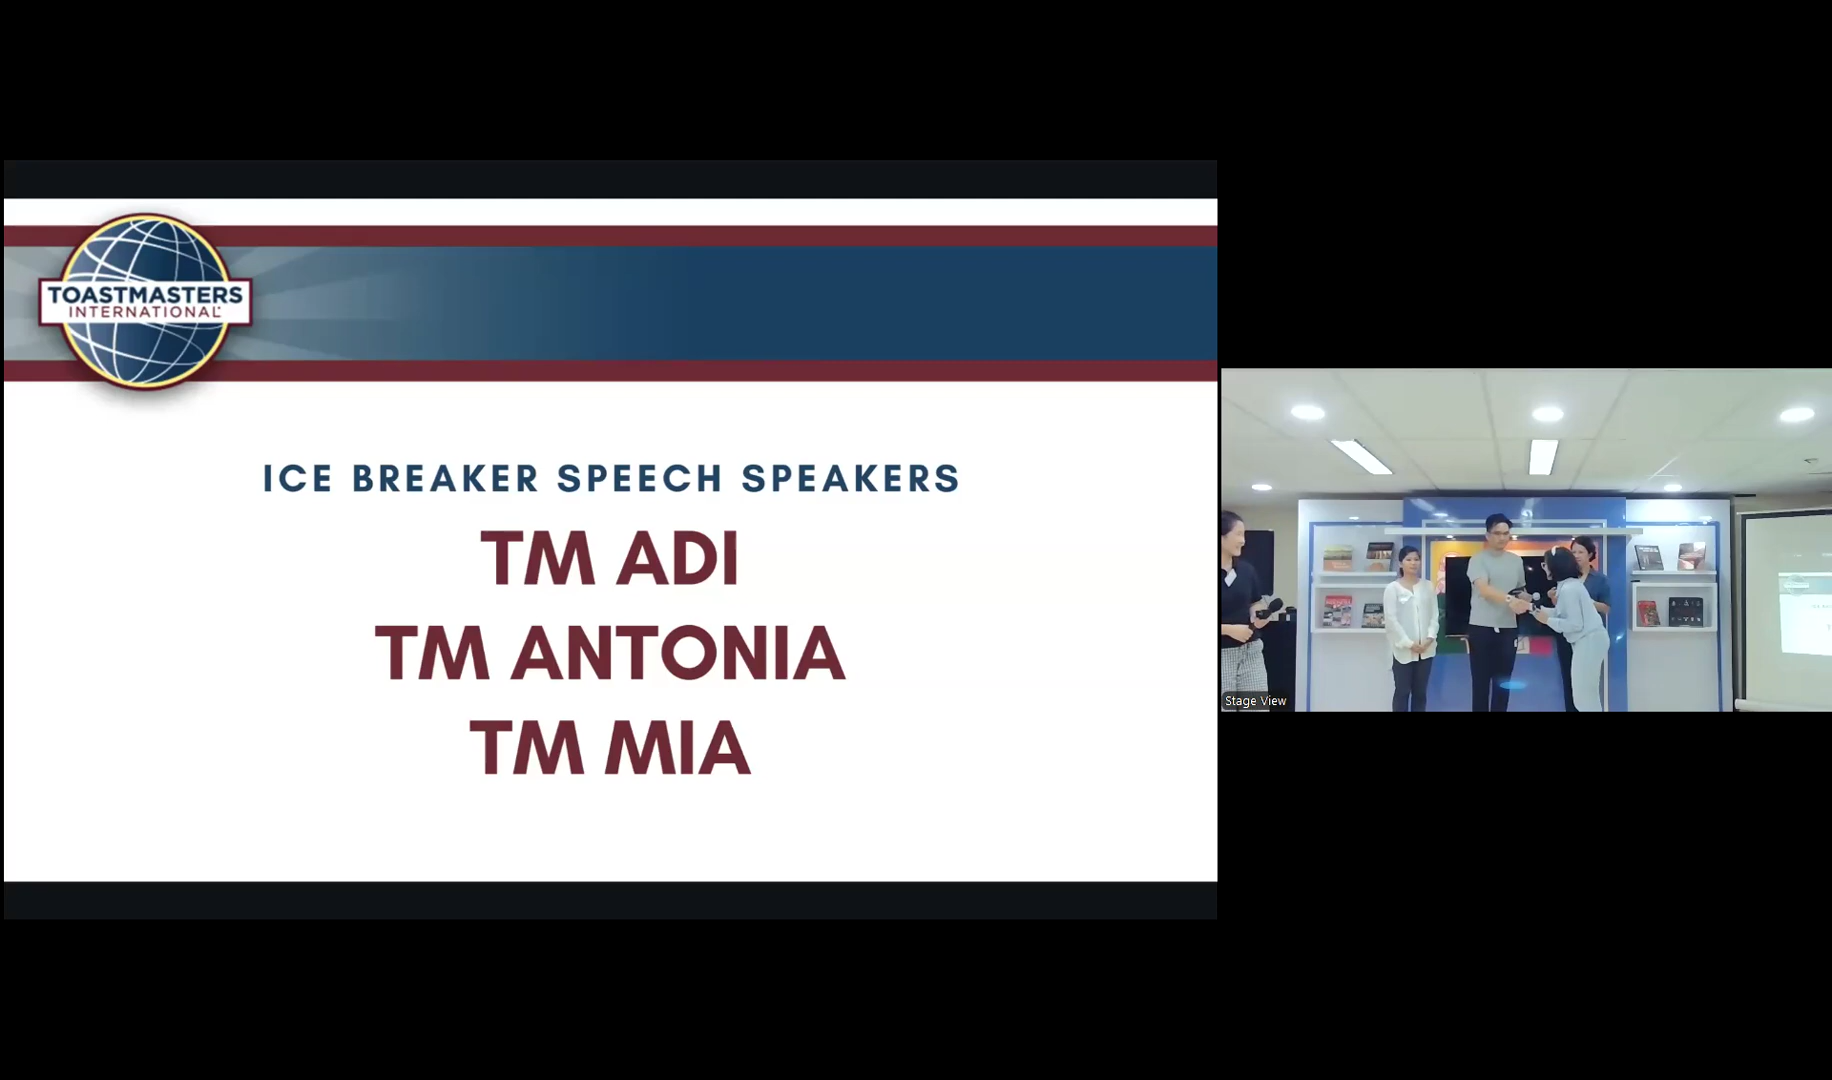 TOASTMASTERS
INTERNATIONAL
ICE BREAKER SPEECH SPEAKERS
TM ADI
TM ANTONIA
TM MIA
Stage View